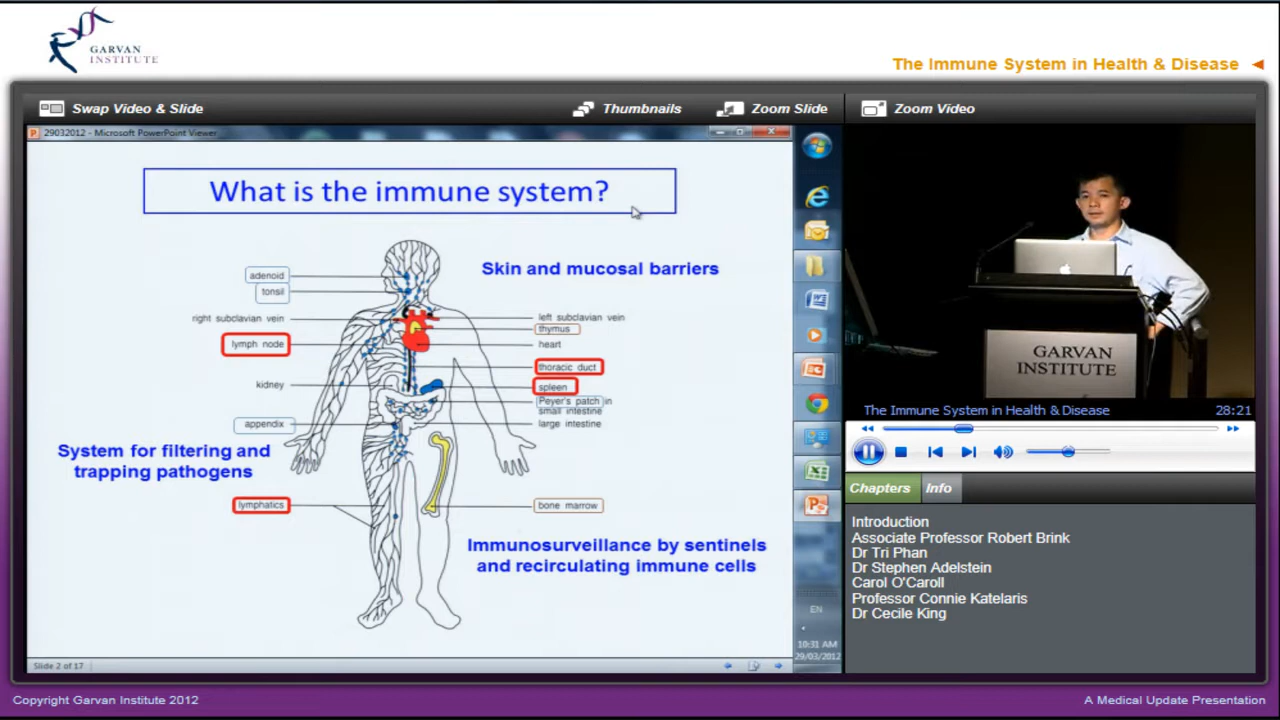 GARVAN
INSTITUTE
The Immune System in Health & Disease
Swap Video & Slide
Thumbnails
Zoom Slide
Zoom Video
29032012 - Microsoft PowerPoint Viewer
What is the immune system?
Skin and mucosal barriers
adenoid
tonsil
right subclavian vein
lymph node
kidney
appendix
left subclavian vein
thymus
heart
thoracic duct
spleen
Peyer's patch in
small intestine
large intestine
System for filtering and
trapping pathogens
lymphatics
bone marrow
Immunosurveillance by sentinels
and recirculating immune cells
Slide 2 of 17
EN
10:31 AM
29/03/2012
GARVAN
INSTITUTE
The Immune System in Health & Disease
28:21
Chapters
Info
Introduction
Associate Professor Robert Brink
Dr Tri Phan
Dr Stephen Adelstein
Carol O'Caroll
Professor Connie Katelaris
Dr Cecile King
Copyright Garvan Institute 2012
A Medical Update Presentation